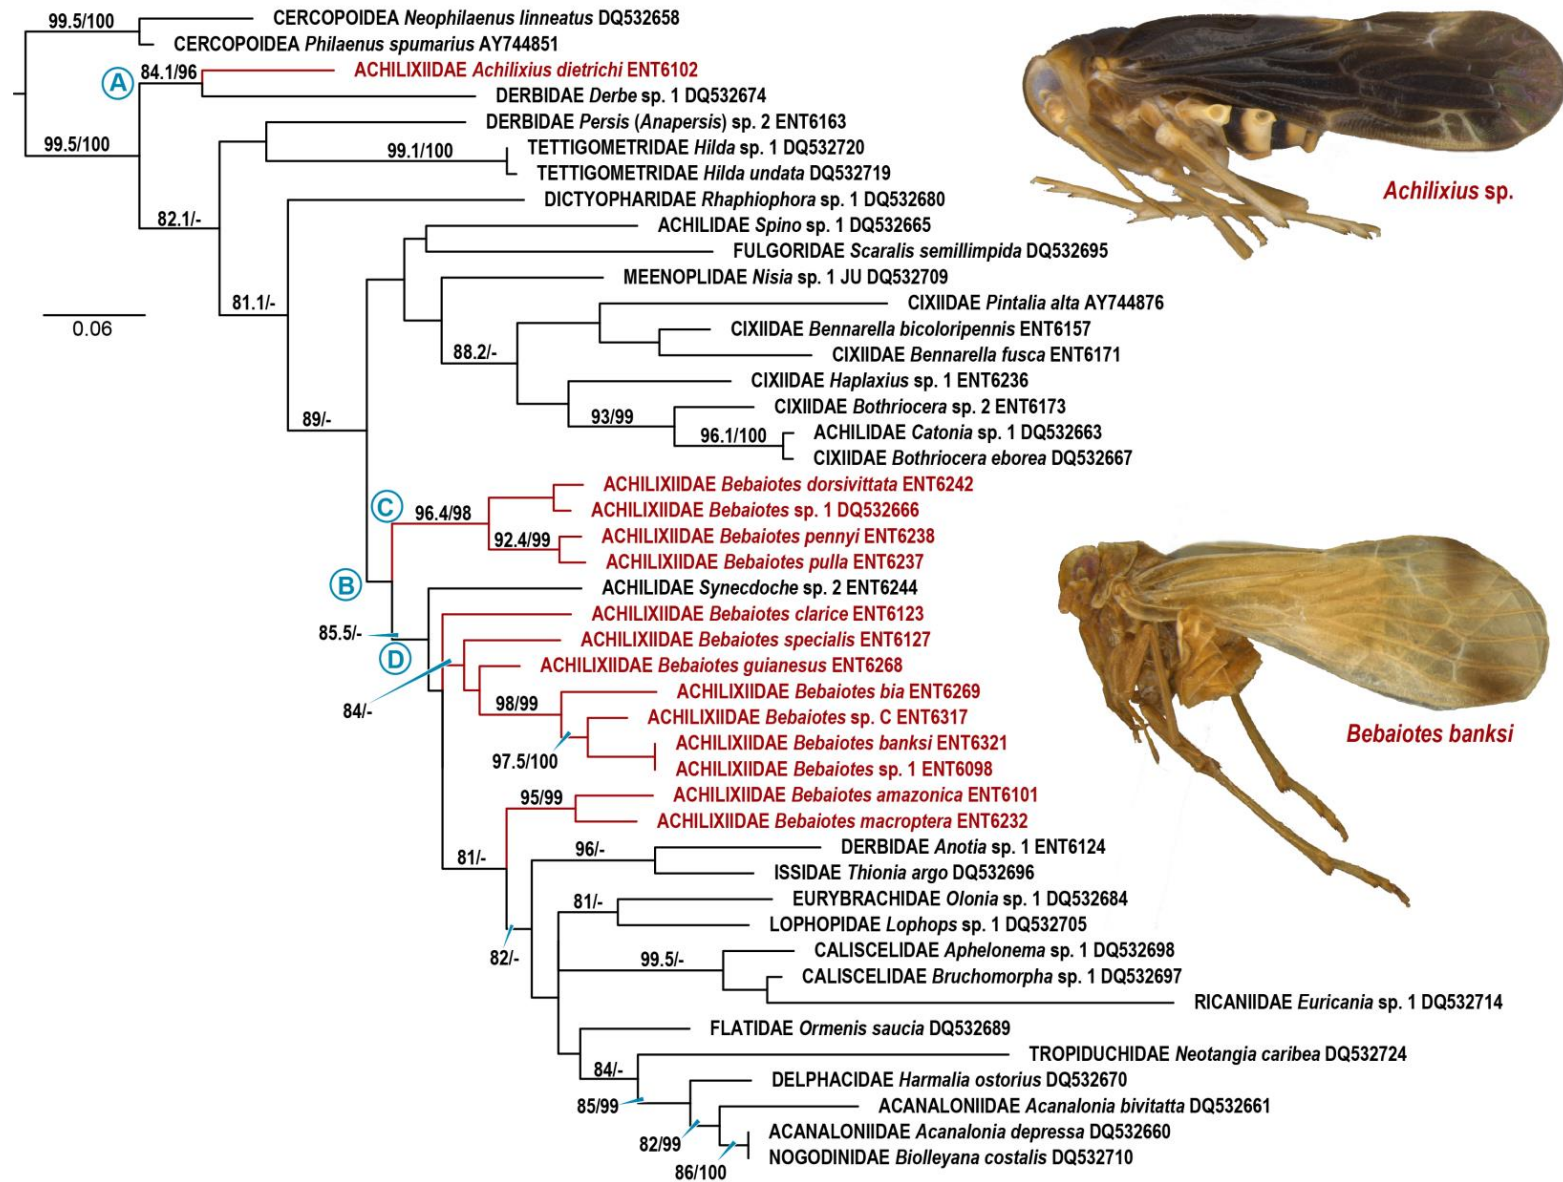 99.5/100
CERCOPOIDEA Neophilaenus linneatus DQ532658
CERCOPOIDEA Philaenus spumarius AY744851
A
84.1/96
ACHILIXIIDAE Achilixius dietrichi ENT6102
DERBIDAE Derbe sp. 1 DQ532674
DERBIDAE Persis (Anapersis) sp. 2 ENT6163
99.5/100
99.1/100
TETTIGOMETRIDAE Hilda sp. 1 DQ532720
TETTIGOMETRIDAE Hilda undata DQ532719
Achilixius sp.
DICTYOPHARIDAE Rhaphiophora sp. 1 DQ532680
82.1/-
ACHILIDAE Spino sp. 1 DQ532665
FULGORIDAE Scaralis semillimpida DQ532695
MEENOPLIDAE Nisia sp. 1 JU DQ532709
81.1/-
CIXIIDAE Pintalia alta AY744876
0.06
CIXIIDAE Bennarella bicoloripennis ENT6157
88.2/-
CIXIIDAE Bennarella fusca ENT6171
CIXIIDAE Haplaxius sp. 1 ENT6236
CIXIIDAE Bothriocera sp. 2 ENT6173
89/-
93/99
96.1/100
ACHILIDAE Catonia sp. 1 DQ532663
CIXIIDAE Bothriocera eborea DQ532667
ACHILIXIIDAE Bebaiotes dorsivittata ENT6242
C
96.4/98
ACHILIXIIDAE Bebaiotes sp. 1 DQ532666
92.4/99
ACHILIXIIDAE Bebaiotes pennyi ENT6238
ACHILIXIIDAE Bebaiotes pulla ENT6237
B
ACHILIDAE Synecdoche sp. 2 ENT6244
ACHILIXIIDAE Bebaiotes clarice ENT6123
85.5/-
ACHILIXIIDAE Bebaiotes specialis ENT6127
D
ACHILIXIIDAE Bebaiotes guianesus ENT6268
84/-
98/99
ACHILIXIIDAE Bebaiotes bia ENT6269
ACHILIXIIDAE Bebaiotes sp. C ENT6317
Bebaiotes banksi
ACHILIXIIDAE Bebaiotes banksi ENT6321
97.5/100
ACHILIXIIDAE Bebaiotes sp. 1 ENT6098
95/99
ACHILIXIIDAE Bebaiotes amazonica ENT6101
ACHILIXIIDAE Bebaiotes macroptera ENT6232
81/-
96/-
DERBIDAE Anotia sp. 1 ENT6124
ISSIDAE Thionia argo DQ532696
81/-
EURYBRACHIDAE Olonia sp. 1 DQ532684
LOPHOPIDAE Lophops sp. 1 DQ532705
82/-
99.5/-
CALISCELIDAE Aphelonema sp. 1 DQ532698
CALISCELIDAE Bruchomorpha sp. 1 DQ532697
RICANIIDAE Euricania sp. 1 DQ532714
FLATIDAE Ormenis saucia DQ532689
TROPIDUCHIDAE Neotangia caribea DQ532724
84/-
DELPHACIDAE Harmalia ostorius DQ532670
85/99
ACANALONIIDAE Acanalonia bivitatta DQ532661
82/99
ACANALONIIDAE Acanalonia depressa DQ532660
NOGODINIDAE Biolleyana costalis DQ532710
86/100